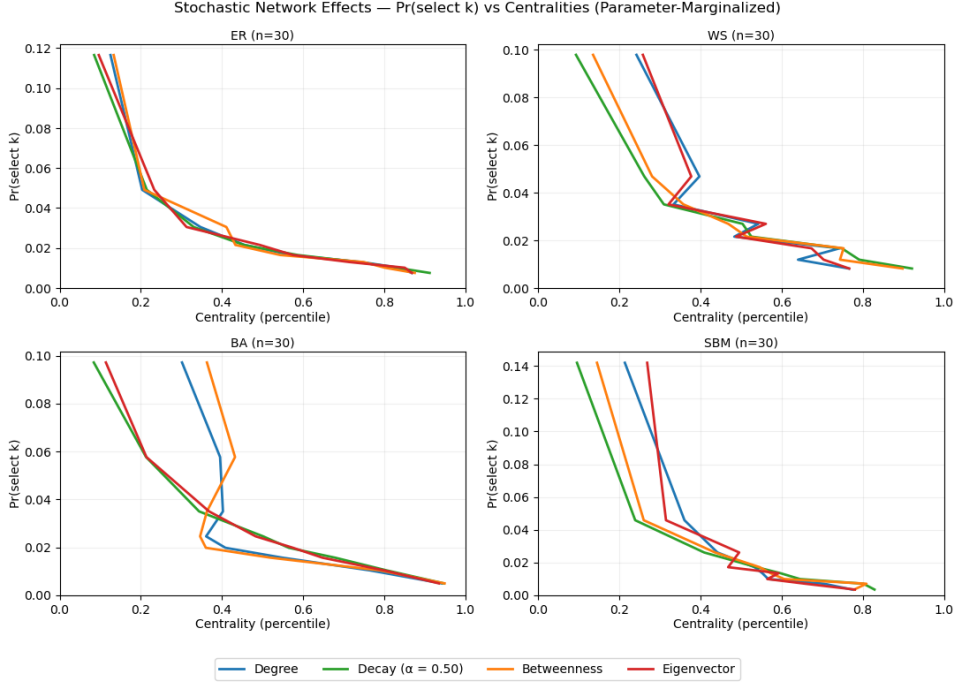 Stochastic Network Effects — Pr(select k) vs Centralities (Parameter-Marginalized)
ER (n=30)
Pr(select k)
0.12
0.10
0.08
0.06
0.04
0.02
0.00
0.0 0.2 0.4 0.6 0.8 1.0
Centrality (percentile)
WS (n=30)
Pr(select k)
0.10
0.08
0.06
0.04
0.02
0.00
0.0 0.2 0.4 0.6 0.8 1.0
Centrality (percentile)
BA (n=30)
Pr(select k)
0.10
0.08
0.06
0.04
0.02
0.00
0.0 0.2 0.4 0.6 0.8 1.0
Centrality (percentile)
SBM (n=30)
Pr(select k)
0.14
0.12
0.10
0.08
0.06
0.04
0.02
0.00
0.0 0.2 0.4 0.6 0.8 1.0
Centrality (percentile)
Degree Decay (α = 0.50) Betweenness Eigenvector